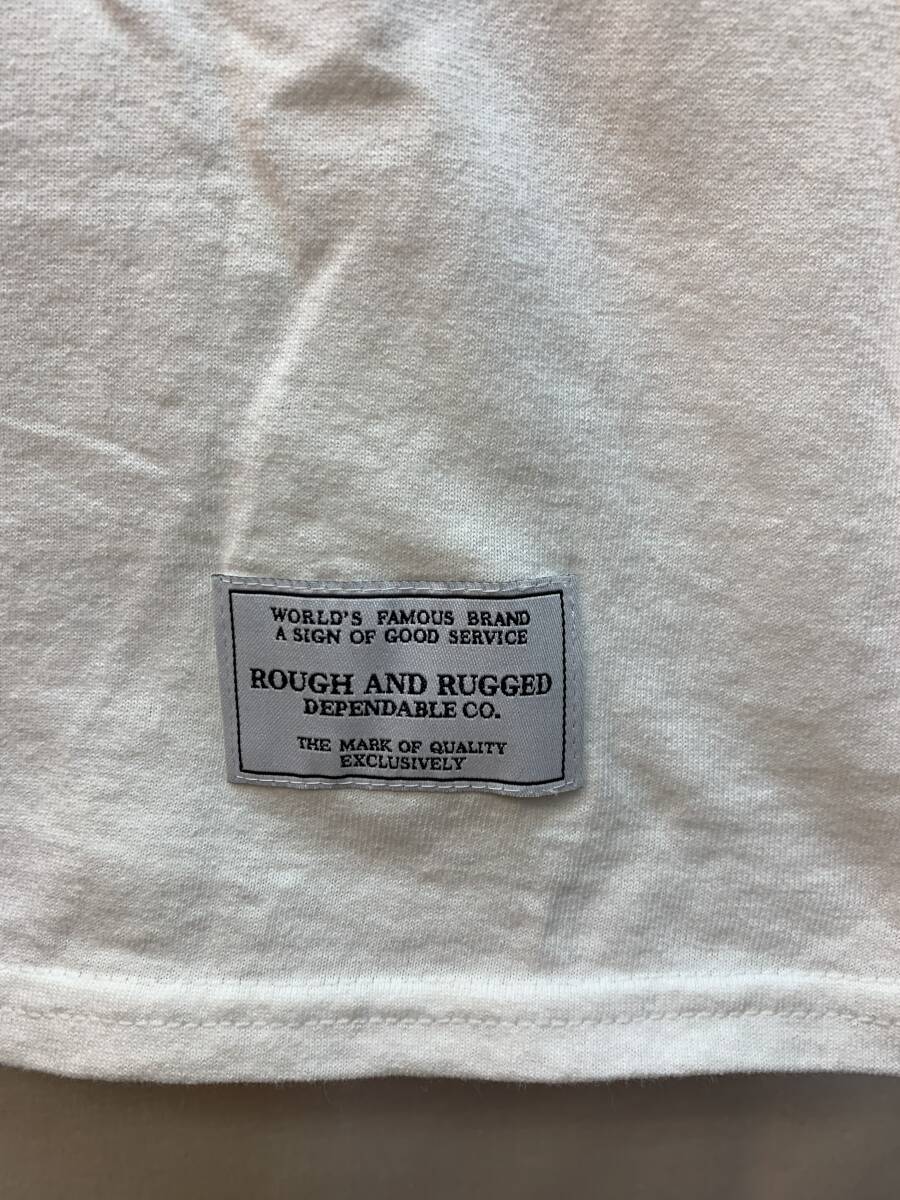 WORLD'S FAMOUS BRAND
A SIGN OF GOOD SERVICE
ROUGH AND RUGGED
DEPENDABLE CO.
THE MARK OF QUALITY
EXCLUSIVELY